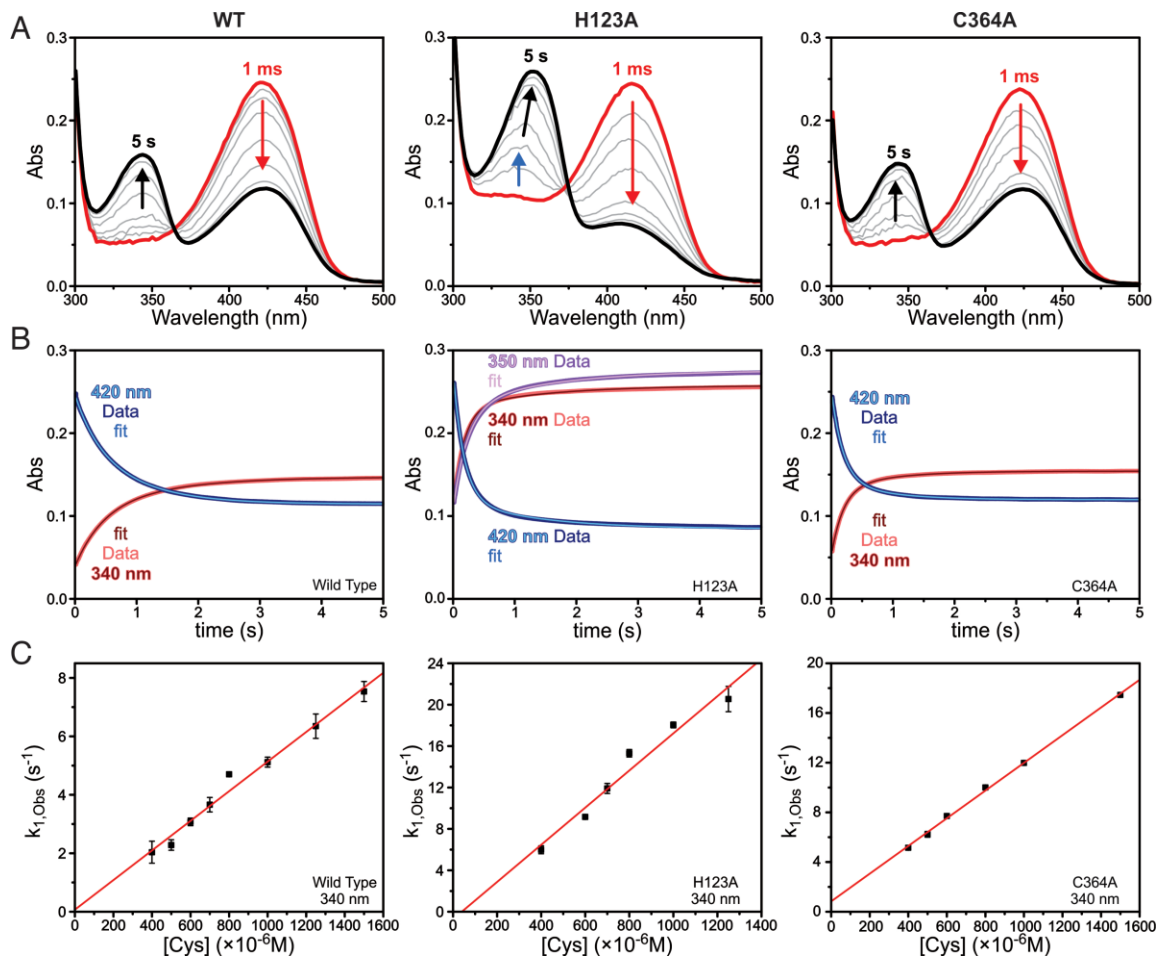 WT H123A C364A
A
Abs
0.3
0.2
0.1
0.0
300 350 400 450 500
Wavelength (nm)
5 s
1 ms
Abs
0.3
0.2
0.1
0.0
300 350 400 450 500
Wavelength (nm)
5 s
1 ms
Abs
0.3
0.2
0.1
0.0
300 350 400 450 500
Wavelength (nm)
5 s
1 ms
B
Abs
0.3
0.2
0.1
0.0
0 1 2 3 4 5
time (s)
420 nm
Data
fit
fit
Data
340 nm
Wild Type
Abs
0.3
0.2
0.1
0.0
0 1 2 3 4 5
time (s)
350 nm Data
fit
340 nm Data
fit
420 nm Data
fit
H123A
Abs
0.3
0.2
0.1
0.0
0 1 2 3 4 5
time (s)
420 nm
Data
fit
fit
Data
340 nm
C364A
C
k1,Obs (s⁻¹)
8
6
4
2
0
0 200 400 600 800 1000 1200 1400 1600
[Cys] (×10⁻⁶M)
Wild Type
340 nm
k1,Obs (s⁻¹)
24
20
16
12
8
4
0
0 200 400 600 800 1000 1200 1400
[Cys] (×10⁻⁶M)
H123A
340 nm
k1,Obs (s⁻¹)
20
16
12
8
4
0
0 200 400 600 800 1000 1200 1400 1600
[Cys] (×10⁻⁶M)
C364A
340 nm